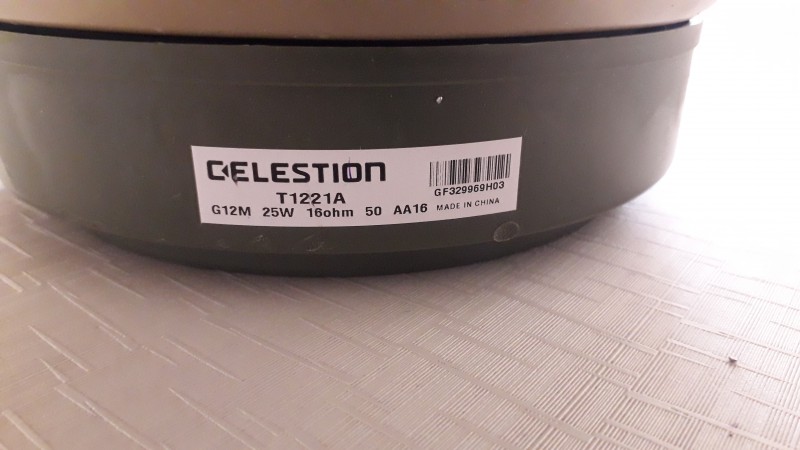 CELESTION
T1221A
G12M 25W 16ohm 50 AA16
GF329969H03
MADE IN CHINA